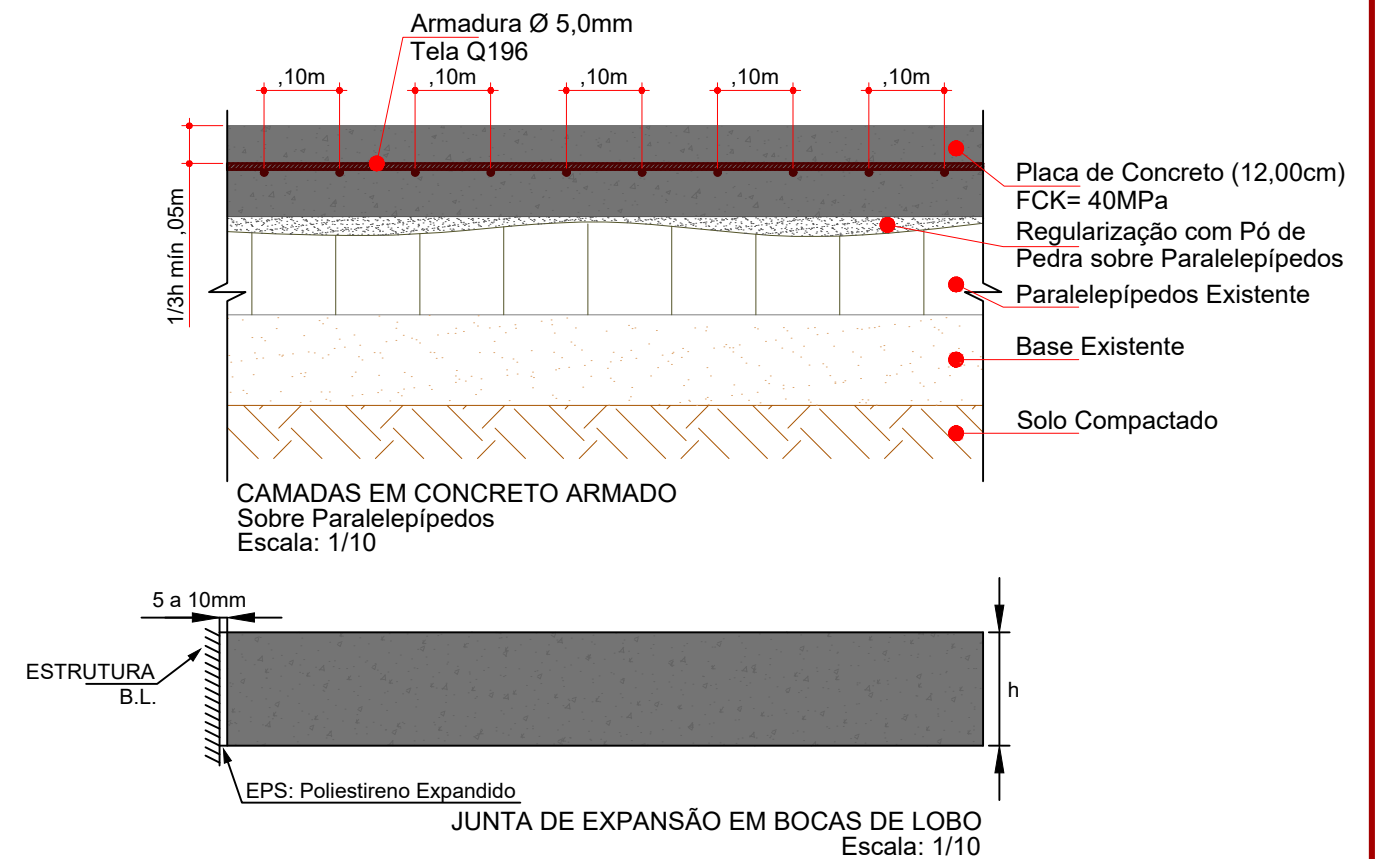 Armadura Ø 5,0mm
Tela Q196
,10m
,10m
,10m
,10m
,10m
1/3h mín ,05m
Placa de Concreto (12,00cm)
FCK= 40MPa
Regularização com Pó de
Pedra sobre Paralelepípedos
Paralelepípedos Existente
Base Existente
Solo Compactado
CAMADAS EM CONCRETO ARMADO
Sobre Paralelepípedos
Escala: 1/10
5 a 10mm
ESTRUTURA
B.L.
h
EPS: Poliestireno Expandido
JUNTA DE EXPANSÃO EM BOCAS DE LOBO
Escala: 1/10